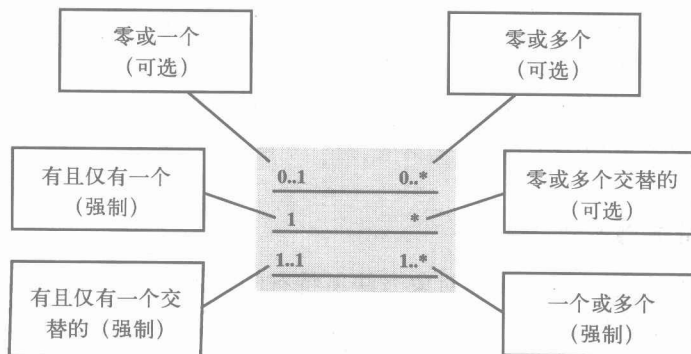 零或一个
（可选）
零或多个
（可选）
有且仅有一个
（强制）
0..1 0..*
1 *
1..1 1..*
零或多个交替的
（可选）
有且仅有一个交
替的（强制）
一个或多个
（强制）